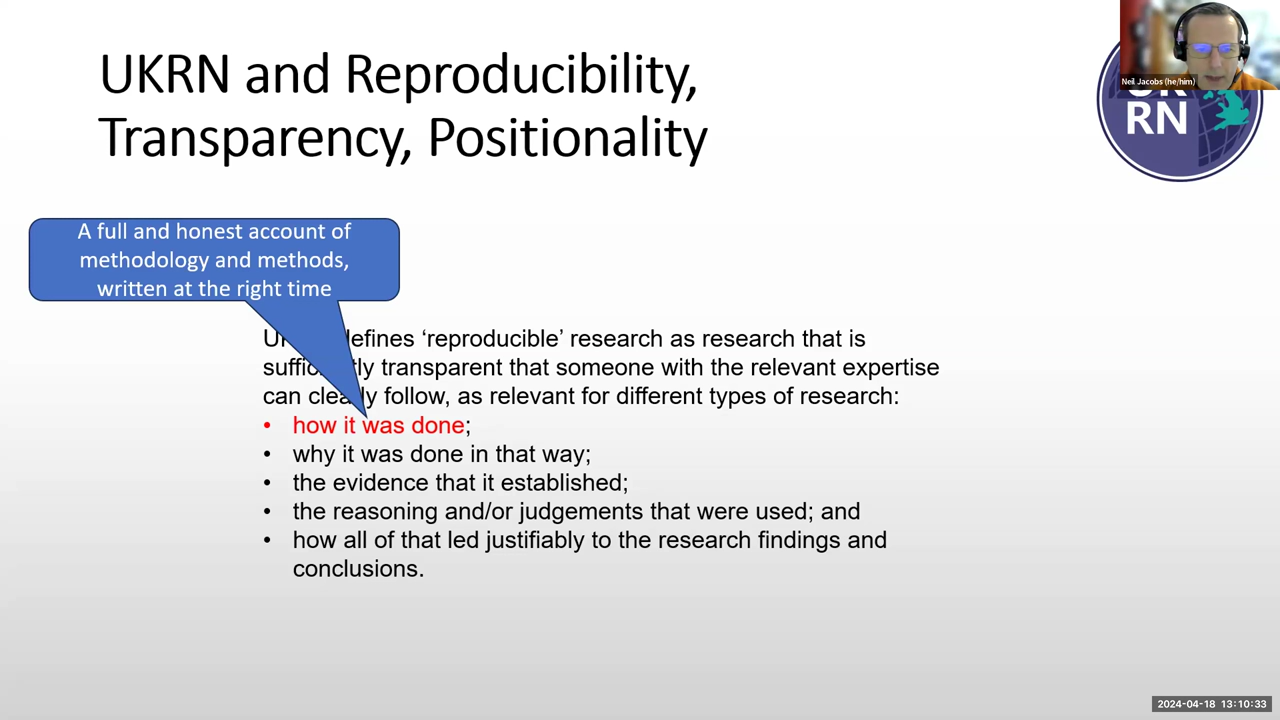 UKRN and Reproducibility,
Transparency, Positionality
Neil Jacobs (he/him)
RN
A full and honest account of
methodology and methods,
written at the right time
defines ‘reproducible’ research as research that is
transparent that someone with the relevant expertise
can follow, as relevant for different types of research:
• how it was done;
• why it was done in that way;
• the evidence that it established;
• the reasoning and/or judgements that were used; and
• how all of that led justifiably to the research findings and
conclusions.
2024-04-18 13:10:33